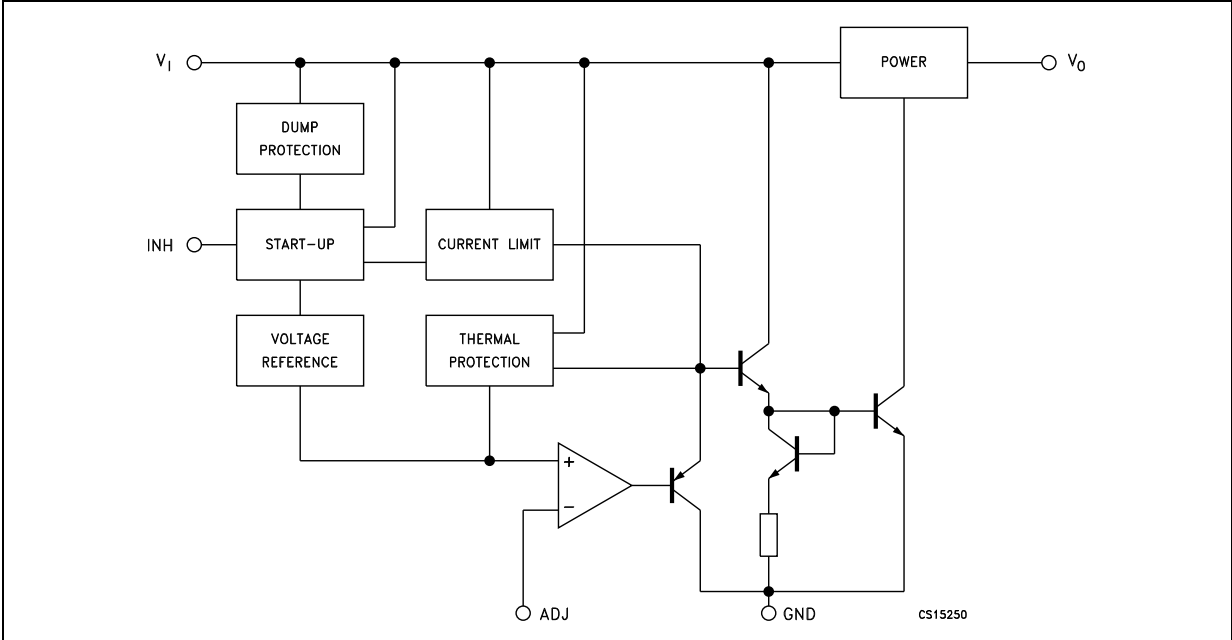 V_I
POWER
V_O
DUMP
PROTECTION
INH
START-UP
CURRENT LIMIT
VOLTAGE
REFERENCE
THERMAL
PROTECTION
+
−
ADJ
GND
CS15250